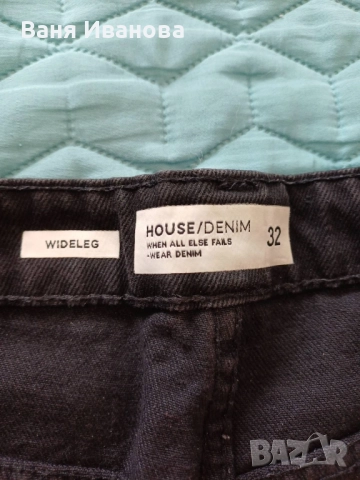 Ваня Иванова
WIDELEG
HOUSE/DENIM
WHEN ALL ELSE FAILS
-WEAR DENIM
32
BAZAR